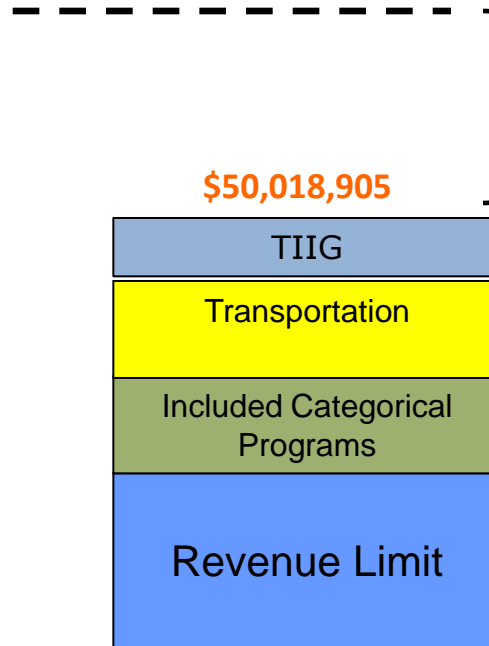 $50,018,905
TIIG
Transportation
Included Categorical
Programs
Revenue Limit